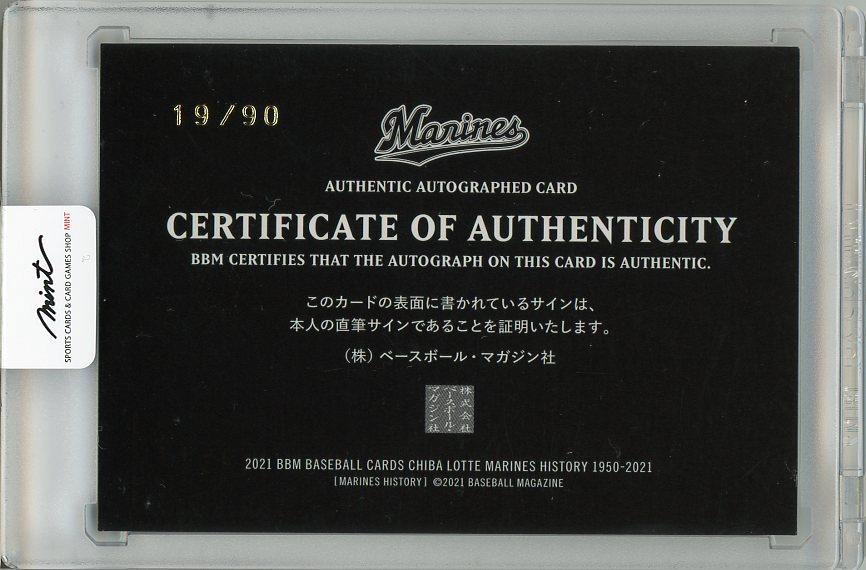 19/90
Marines
AUTHENTIC AUTOGRAPHED CARD
CERTIFICATE OF AUTHENTICITY
BBM CERTIFIES THAT THE AUTOGRAPH ON THIS CARD IS AUTHENTIC.
このカードの表面に書かれているサインは、
本人の直筆サインであることを証明いたします。
（株）ベースボール・マガジン社
株式会社
ベースボール・
マガジン社
2021 BBM BASEBALL CARDS CHIBA LOTTE MARINES HISTORY 1950-2021
[MARINES HISTORY] ©2021 BASEBALL MAGAZINE
mint
SPORTS CARDS & CARD GAMES SHOP MINT